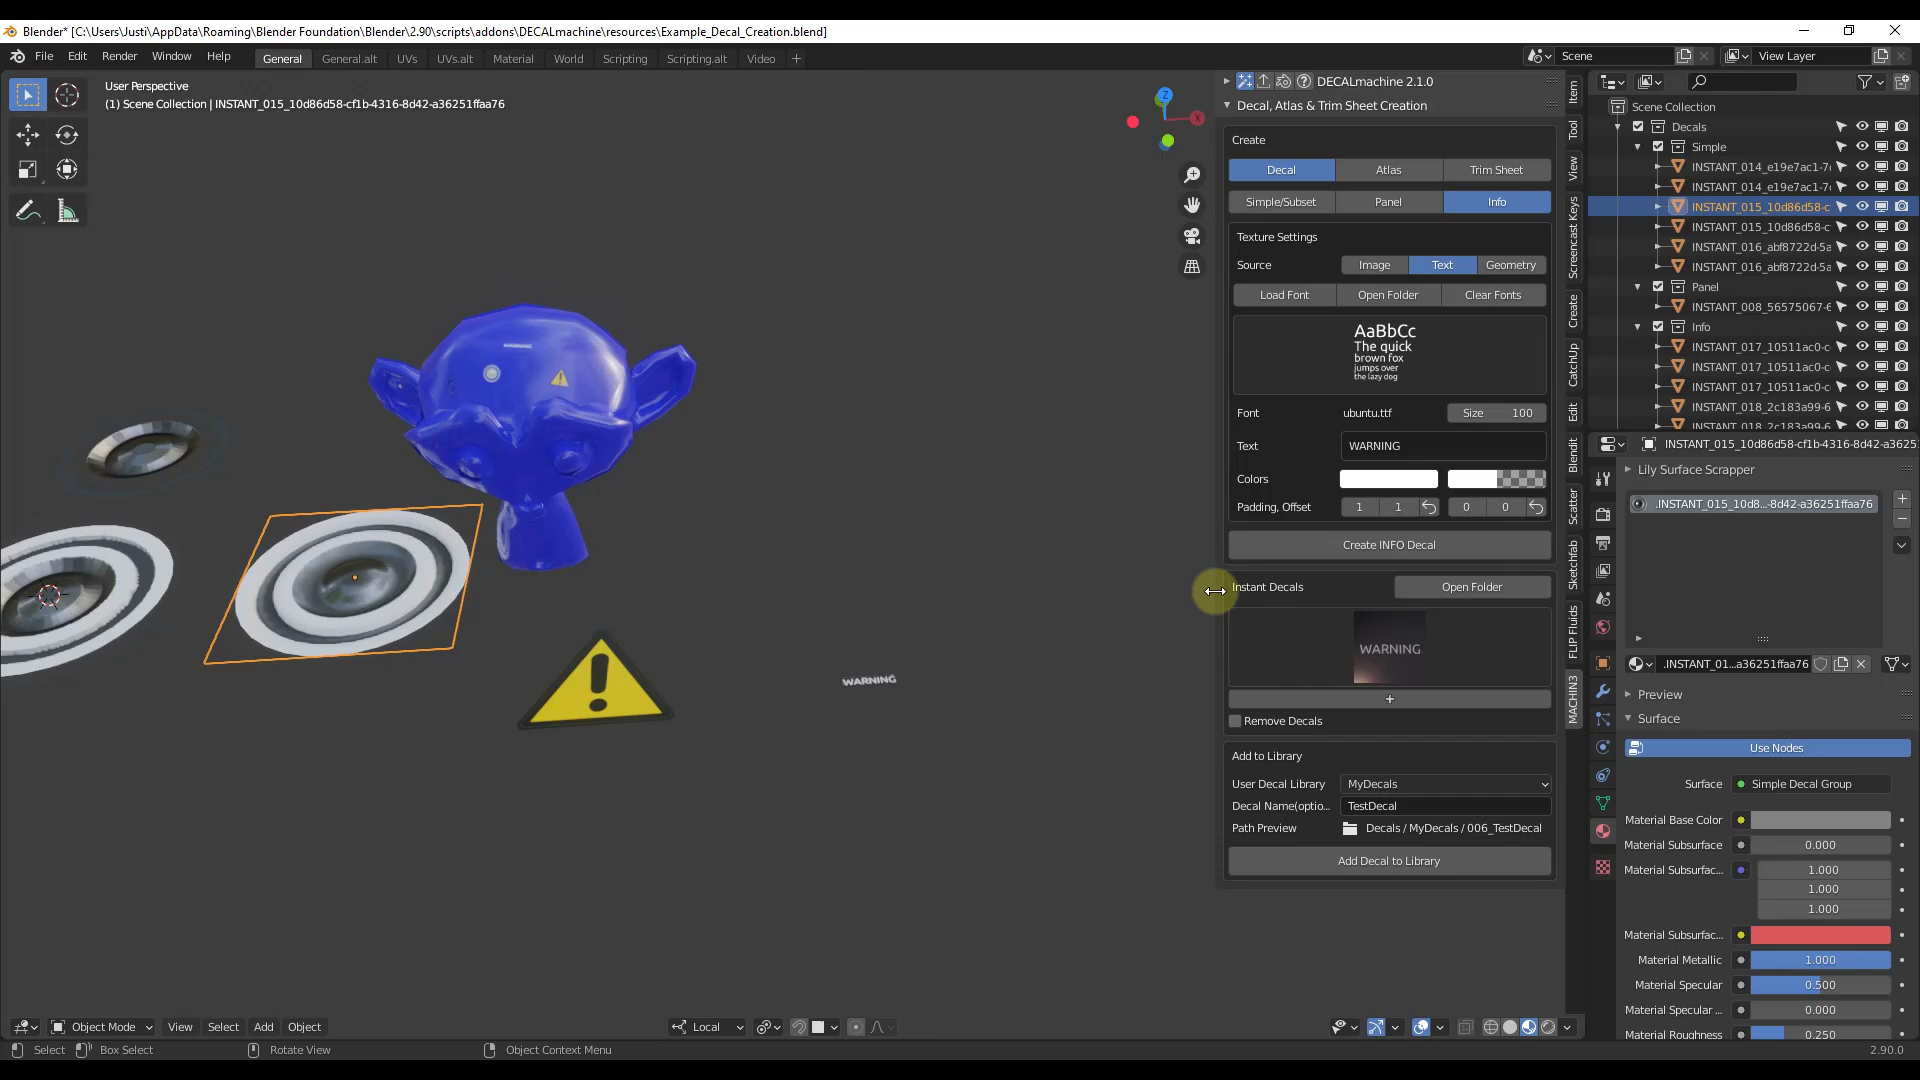 Blender* [C:\Users\Justi\AppData\Roaming\Blender Foundation\Blender\2.90\scripts\addons\DECALmachine\resources\Example_Decal_Creation.blend]
File Edit Render Window Help General General.alt UVs UVs.alt Material World Scripting Scripting.alt Video + Scene View Layer
User Perspective
(1) Scene Collection | INSTANT_015_10d86d58-cf1b-4316-8d42-a36251ffaa76
Z
X
DECALmachine 2.1.0
Decal, Atlas & Trim Sheet Creation
Create
Decal Atlas Trim Sheet
Simple/Subset Panel Info
Texture Settings
Source Image Text Geometry
Load Font Open Folder Clear Fonts
AaBbCc
The quick
brown fox
jumps over
the lazy dog
Font ubuntu.ttf Size 100
Text WARNING
Colors
Padding, Offset 1 1 0 0
Create INFO Decal
Instant Decals Open Folder
WARNING
+
Remove Decals
Add to Library
User Decal Library MyDecals
Decal Name(optio... TestDecal
Path Preview Decals / MyDecals / 006_TestDecal
Add Decal to Library
Item
Tool
View
Screencast Keys
Create
CatchUp
Edit
Blendit
Scatter
Sketchfab
FLIP Fluids
MACHIN3
WARNING
WARNING
Scene Collection
Decals
Simple
INSTANT_014_e19e7ac1-7
INSTANT_014_e19e7ac1-7
INSTANT_015_10d86d58-c
INSTANT_015_10d86d58-c
INSTANT_016_abf8722d-5a
INSTANT_016_abf8722d-5a
Panel
INSTANT_008_56575067-6
Info
INSTANT_017_10511ac0-c
INSTANT_017_10511ac0-c
INSTANT_017_10511ac0-c
INSTANT_018_2c183a99-6
INSTANT_018_2c183a99-6
INSTANT_015_10d86d58-cf1b-4316-8d42-a3625
Lily Surface Scrapper
.INSTANT_015_10d8...-8d42-a36251ffaa76
.INSTANT_01...a36251ffaa76
Preview
Surface
Use Nodes
Surface Simple Decal Group
Material Base Color
Material Subsurface 0.000
Material Subsurfac... 1.000
1.000
1.000
Material Subsurfac...
Material Metallic 1.000
Material Specular 0.500
Material Specular ... 0.000
Material Roughness 0.250
Object Mode View Select Add Object Local
Select Box Select Rotate View Object Context Menu 2.90.0